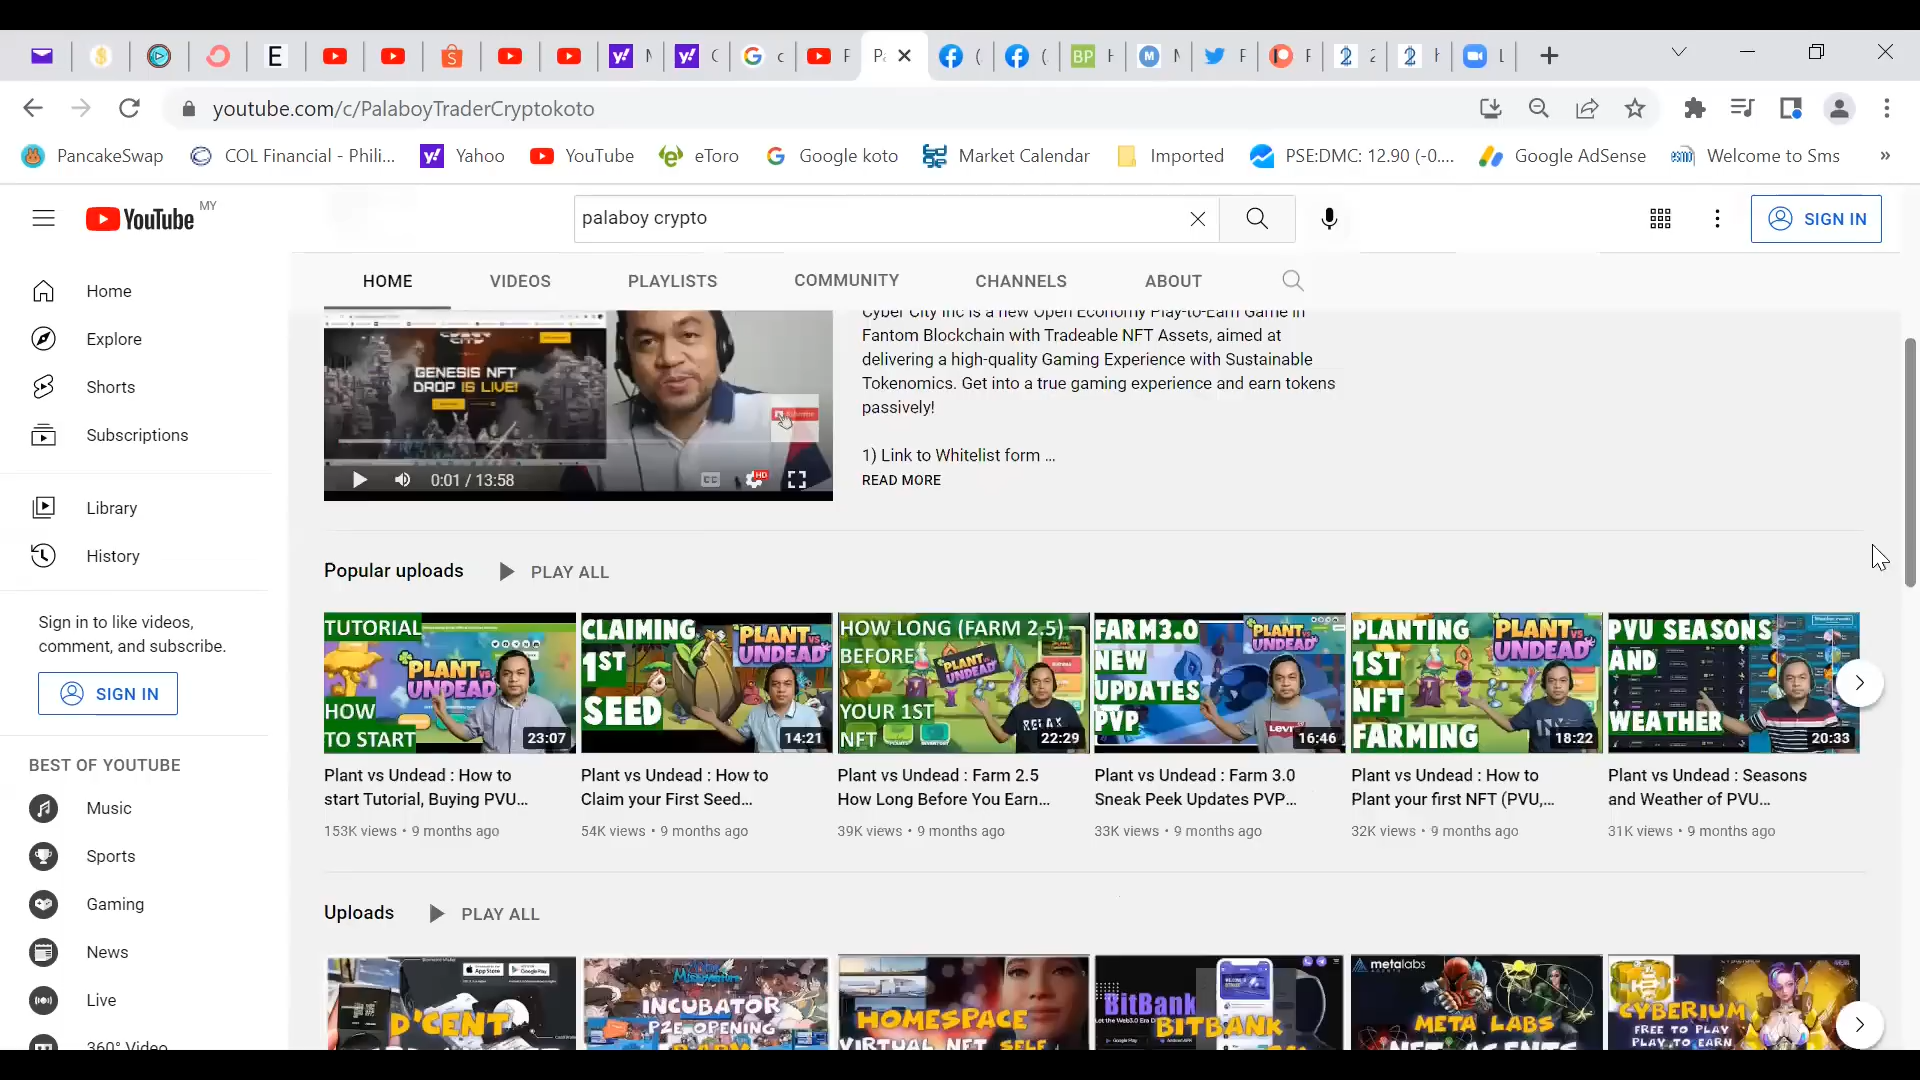 E
youtube.com/c/PalaboyTraderCryptokoto
PancakeSwap
COL Financial - Phili...
Yahoo
YouTube
eToro
Google koto
Market Calendar
Imported
PSE:DMC: 12.90 (-0....
Google AdSense
Welcome to Sms
»
YouTube MY
palaboy crypto
SIGN IN
HOME
VIDEOS
PLAYLISTS
COMMUNITY
CHANNELS
ABOUT
Home
Explore
Shorts
Subscriptions
Library
History
Sign in to like videos,
comment, and subscribe.
SIGN IN
BEST OF YOUTUBE
Music
Sports
Gaming
News
Live
360° Video
GENESIS NFT
DROP IS LIVE!
0:01 / 13:58
Cyber City Inc is a new Open Economy Play-to-Earn Game in
Fantom Blockchain with Tradeable NFT Assets, aimed at
delivering a high-quality Gaming Experience with Sustainable
Tokenomics. Get into a true gaming experience and earn tokens
passively!
1) Link to Whitelist form ...
READ MORE
Popular uploads
PLAY ALL
TUTORIAL
PLANT VS UNDEAD
HOW
TO START
23:07
Plant vs Undead : How to
start Tutorial, Buying PVU...
153K views • 9 months ago
CLAIMING
1ST
SEED
PLANT VS UNDEAD
14:21
Plant vs Undead : How to
Claim your First Seed...
54K views • 9 months ago
HOW LONG (FARM 2.5)
BEFORE
YOUR 1ST
NFT
PLANT VS UNDEAD
RELAX
22:29
Plant vs Undead : Farm 2.5
How Long Before You Earn...
39K views • 9 months ago
FARM3.0
NEW
UPDATES
PVP
PLANT VS UNDEAD
Levi's
16:46
Plant vs Undead : Farm 3.0
Sneak Peek Updates PVP...
33K views • 9 months ago
PLANTING
1ST
NFT
FARMING
PLANT VS UNDEAD
18:22
Plant vs Undead : How to
Plant your first NFT (PVU,...
32K views • 9 months ago
PVU SEASONS
AND
WEATHER
20:33
Plant vs Undead : Seasons
and Weather of PVU...
31K views • 9 months ago
Uploads
PLAY ALL
App Store
Google Play
D'CENT
INCUBATOR
P2E OPENING
HOMESPACE
VIRTUAL NFT SELF
BitBank
BITBANK
metalabs
META LABS
NFT AGENTS
CYBERIUM
FREE TO PLAY
PLAY TO EARN